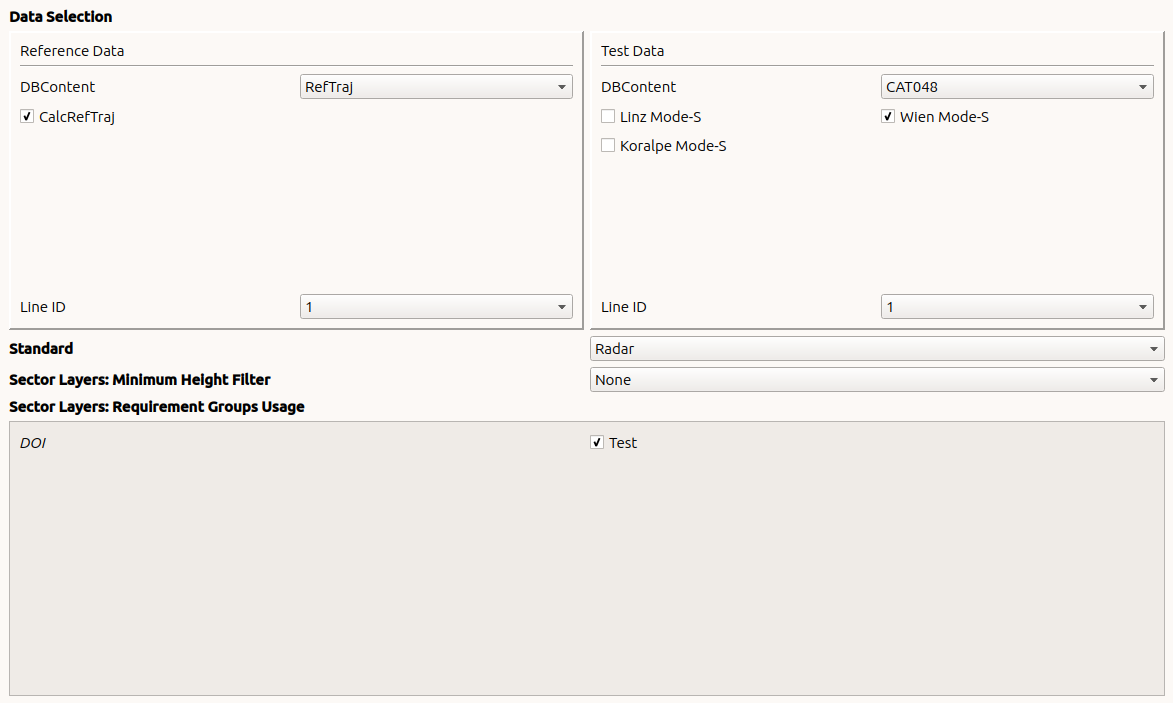 Data Selection
Reference Data
DBContent RefTraj
CalcRefTraj
Line ID 1
Test Data
DBContent CAT048
Linz Mode-S Wien Mode-S
Koralpe Mode-S
Line ID 1
Standard Radar
Sector Layers: Minimum Height Filter None
Sector Layers: Requirement Groups Usage
DOI Test